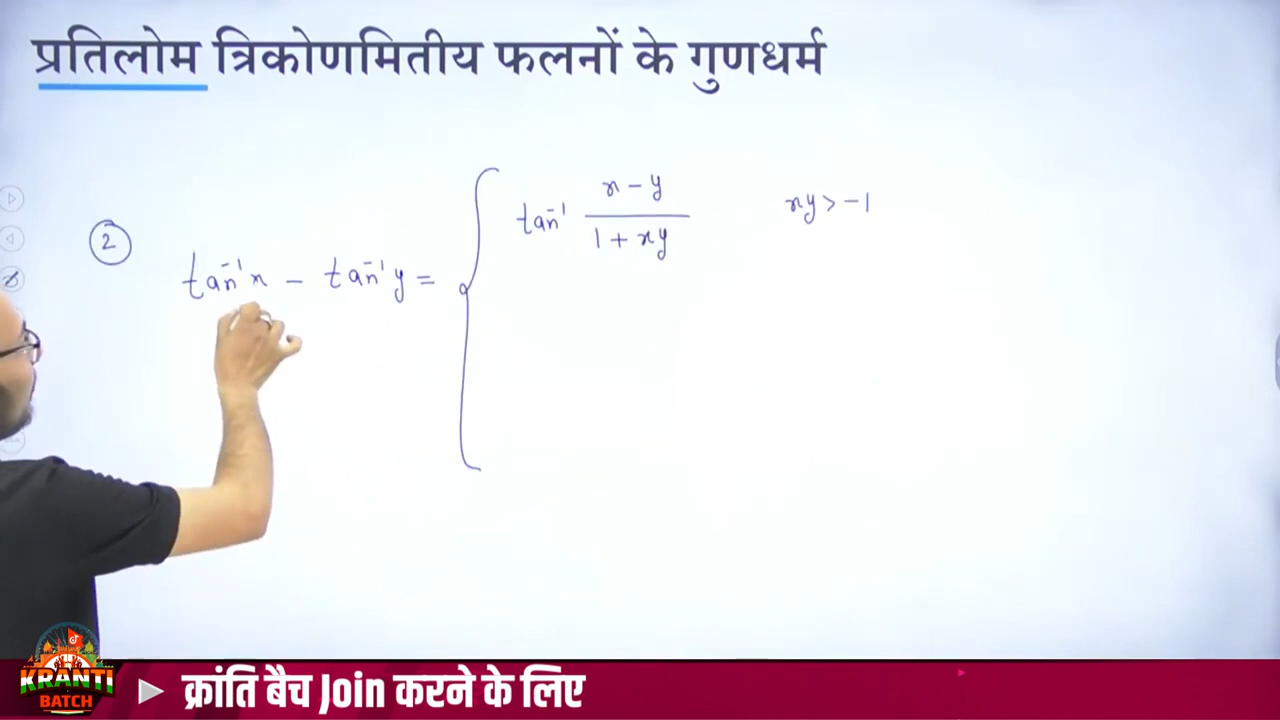 प्रतिलोम त्रिकोणमितीय फलनों के गुणधर्म
② tan⁻¹x - tan⁻¹y = { tan⁻¹ (x - y)/(1 + xy)    xy > -1
KRANTI
BATCH
क्रांति बैच Join करने के लिए